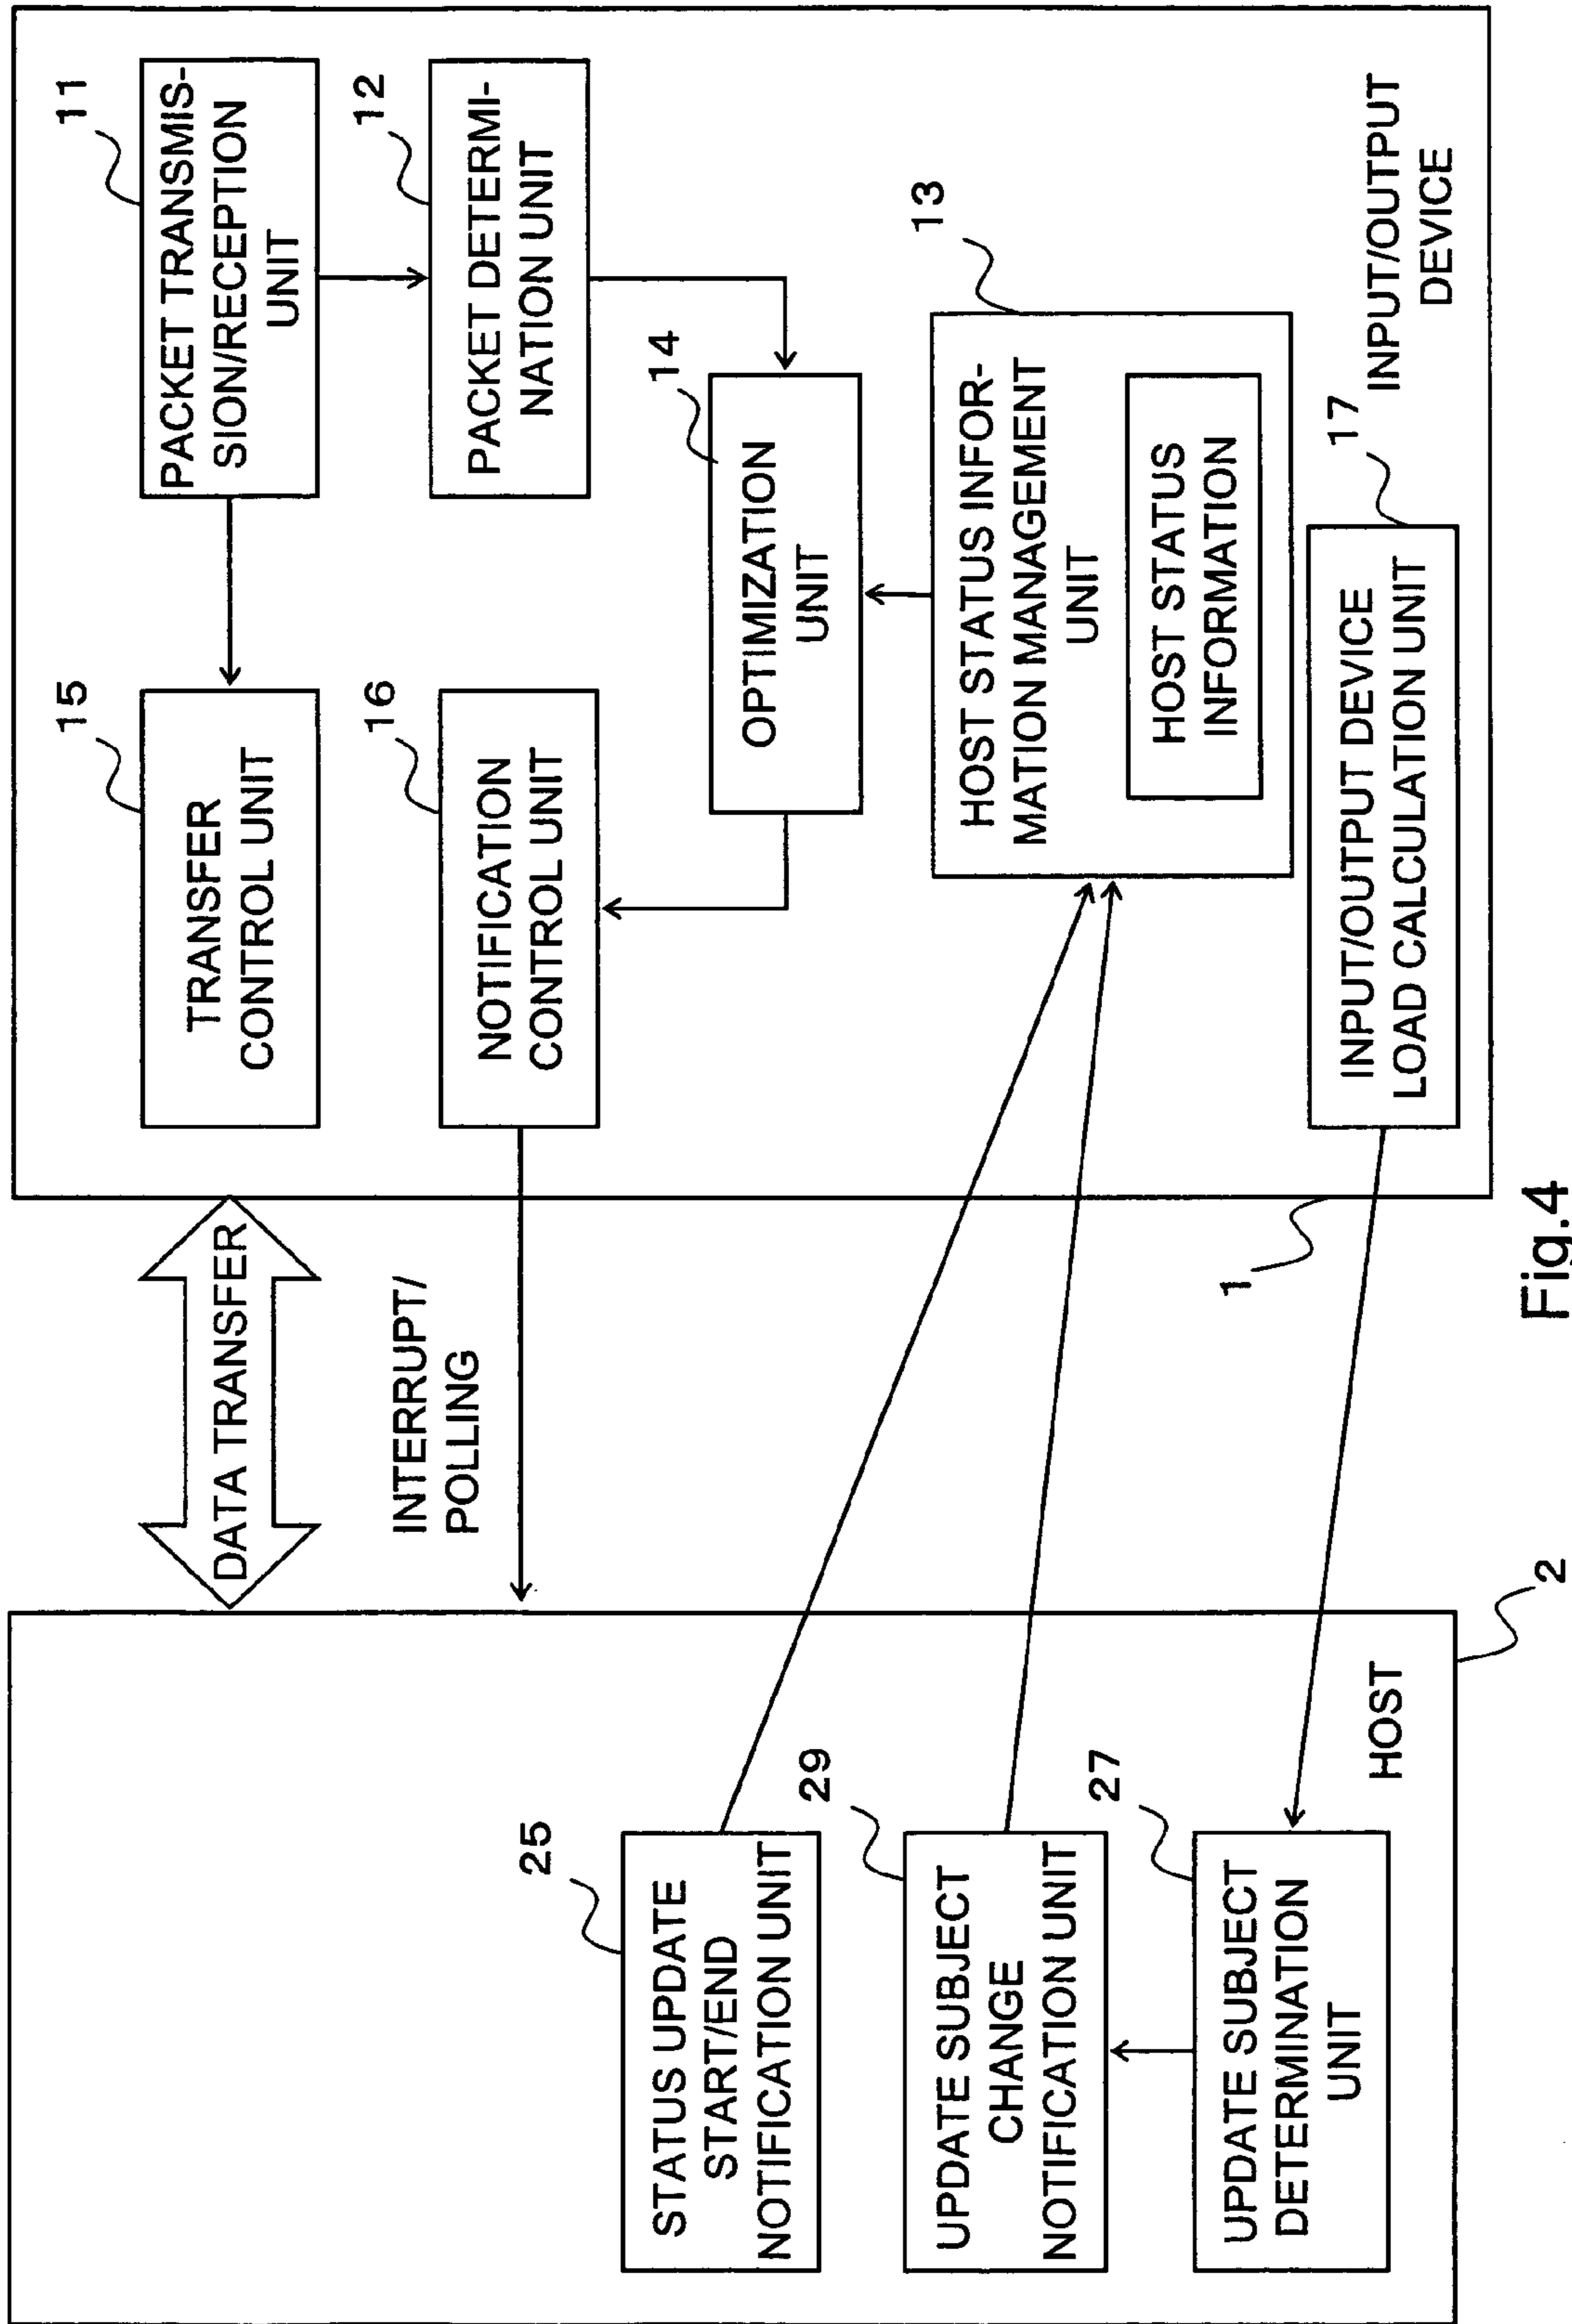 DATA TRANSFER
INTERRUPT/
POLLING
HOST
2
25
STATUS UPDATE
START/END
NOTIFICATION UNIT
29
UPDATE SUBJECT
CHANGE
NOTIFICATION UNIT
27
UPDATE SUBJECT
DETERMINATION
UNIT
1
INPUT/OUTPUT
DEVICE
15
TRANSFER
CONTROL UNIT
11
PACKET TRANSMIS-
SION/RECEPTION
UNIT
16
NOTIFICATION
CONTROL UNIT
12
PACKET DETERMI-
NATION UNIT
14
OPTIMIZATION
UNIT
13
HOST STATUS INFOR-
MATION MANAGEMENT
UNIT
HOST STATUS
INFORMATION
17
INPUT/OUTPUT DEVICE
LOAD CALCULATION UNIT
Fig.4